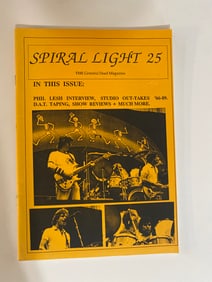 SPIRAL LIGHT 25
THE Grateful Dead Magazine
IN THIS ISSUE:
PHIL LESH INTERVIEW, STUDIO OUT-TAKES '66-89.
D.A.T. TAPING, SHOW REVIEWS + MUCH MORE.